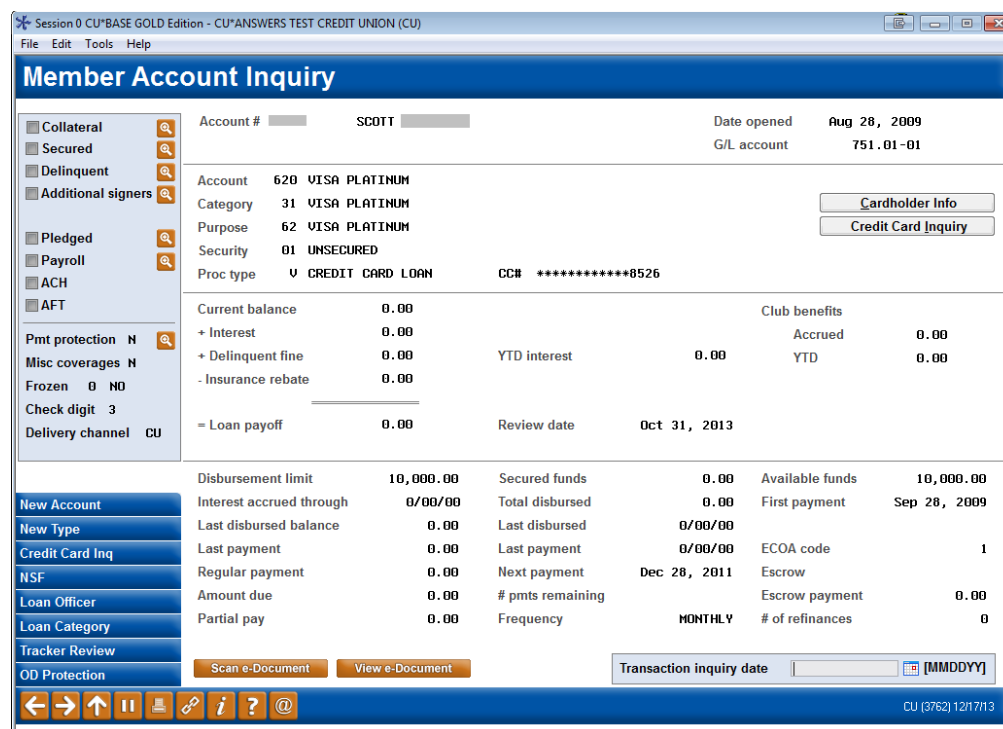 Session 0 CU*BASE GOLD Edition - CU*ANSWERS TEST CREDIT UNION (CU)
File Edit Tools Help
Member Account Inquiry
Collateral
Secured
Delinquent
Additional signers
Pledged
Payroll
ACH
AFT
Pmt protection N
Misc coverages N
Frozen 0 NO
Check digit 3
Delivery channel CU
New Account
New Type
Credit Card Inq
NSF
Loan Officer
Loan Category
Tracker Review
OD Protection
Account # SCOTT Date opened Aug 28, 2009
G/L account 751.01-01
Account 620 VISA PLATINUM
Category 31 VISA PLATINUM Cardholder Info
Purpose 62 VISA PLATINUM Credit Card Inquiry
Security 01 UNSECURED
Proc type V CREDIT CARD LOAN CC# ************8526
Current balance 0.00 Club benefits
+ Interest 0.00 Accrued 0.00
+ Delinquent fine 0.00 YTD interest 0.00 YTD 0.00
- Insurance rebate 0.00
= Loan payoff 0.00 Review date Oct 31, 2013
Disbursement limit 10,000.00 Secured funds 0.00 Available funds 10,000.00
Interest accrued through 0/00/00 Total disbursed 0.00 First payment Sep 28, 2009
Last disbursed balance 0.00 Last disbursed 0/00/00
Last payment 0.00 Last payment 0/00/00 ECOA code 1
Regular payment 0.00 Next payment Dec 28, 2011 Escrow
Amount due 0.00 # pmts remaining Escrow payment 0.00
Partial pay 0.00 Frequency MONTHLY # of refinances 0
Scan e-Document View e-Document Transaction inquiry date [MMDDYY]
i ? @ CU (3762) 12/17/13